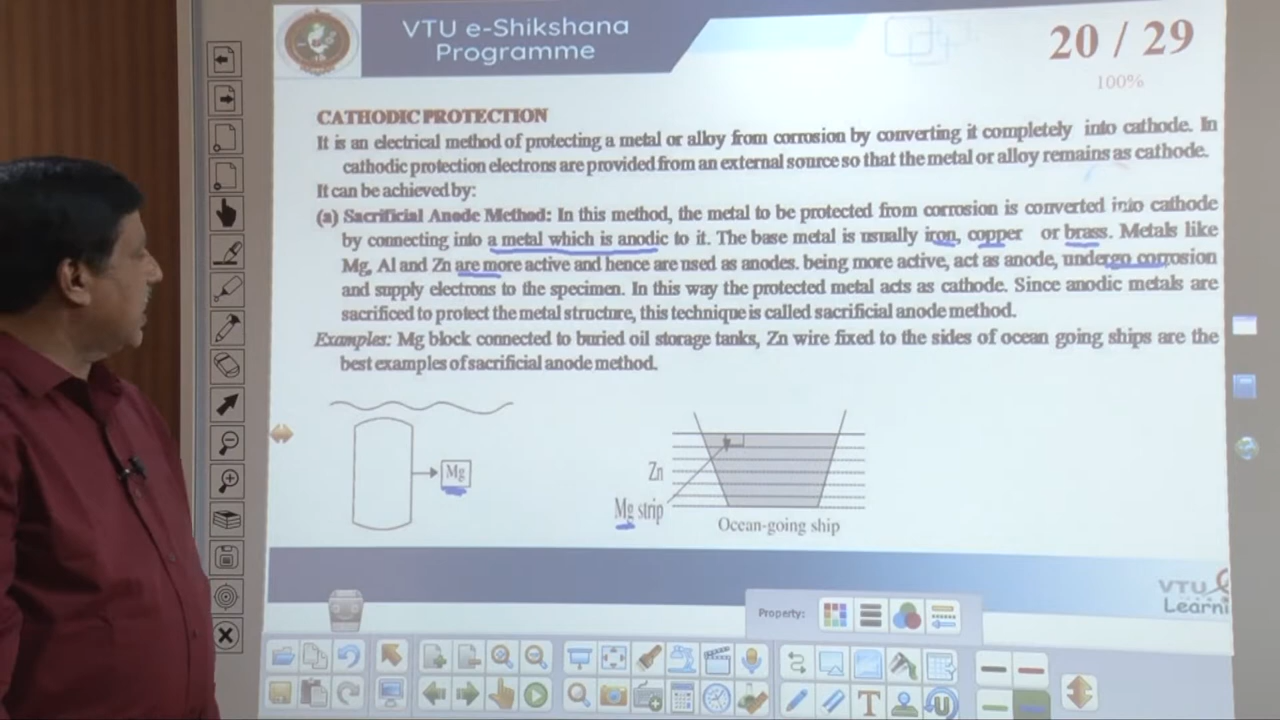 VTU e-Shikshana
Programme
20 / 29
100%
CATHODIC PROTECTION
It is an electrical method of protecting a metal or alloy from corrosion by converting it completely into cathode. In
cathodic protection electrons are provided from an external source so that the metal or alloy remains as cathode.
It can be achieved by:
(a) Sacrificial Anode Method: In this method, the metal to be protected from corrosion is converted into cathode
by connecting into a metal which is anodic to it. The base metal is usually iron, copper or brass. Metals like
Mg, Al and Zn are more active and hence are used as anodes. being more active, act as anode, undergo corrosion
and supply electrons to the specimen. In this way the protected metal acts as cathode. Since anodic metals are
sacrificed to protect the metal structure, this technique is called sacrificial anode method.
Examples: Mg block connected to buried oil storage tanks, Zn wire fixed to the sides of ocean going ships are the
best examples of sacrificial anode method.
Mg
Zn
Mg strip
Ocean-going ship
VTU
Learni
Property: